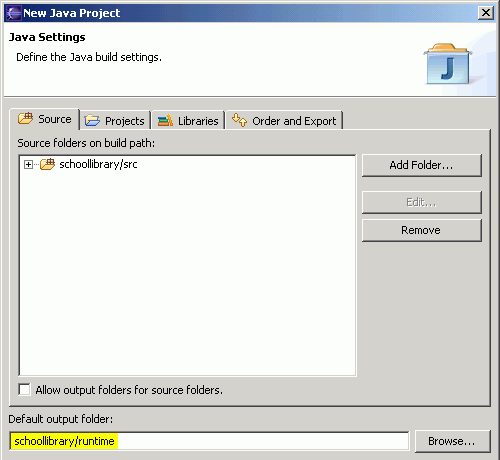 New Java Project
Java Settings
Define the Java build settings.
Source Projects Libraries Order and Export
Source folders on build path:
schoollibrary/src
Add Folder...
Edit...
Remove
Allow output folders for source folders.
Default output folder:
schoollibrary/runtime
Browse...